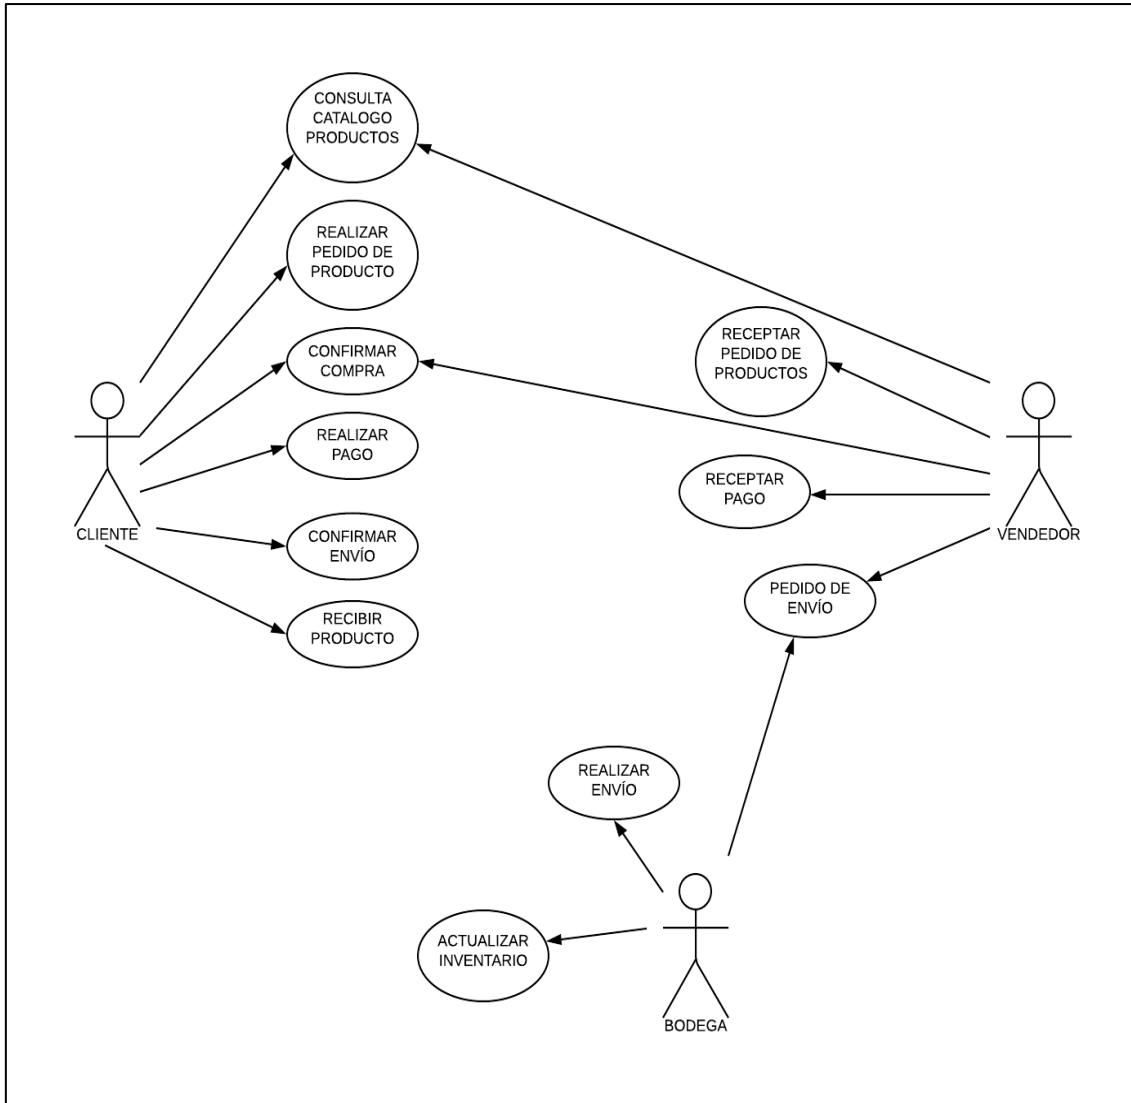 CONSULTA
CATALOGO
PRODUCTOS
REALIZAR
PEDIDO DE
PRODUCTO
CONFIRMAR
COMPRA
REALIZAR
PAGO
CONFIRMAR
ENVÍO
RECIBIR
PRODUCTO
CLIENTE
RECEPTAR
PEDIDO DE
PRODUCTOS
RECEPTAR
PAGO
VENDEDOR
PEDIDO DE
ENVÍO
REALIZAR
ENVÍO
ACTUALIZAR
INVENTARIO
BODEGA